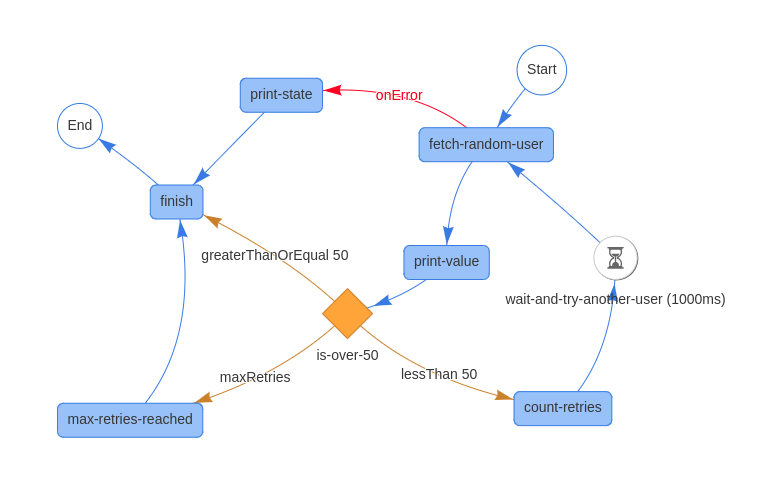 Start
print-state
onError
End
fetch-random-user
finish
greaterThanOrEqual 50
print-value
wait-and-try-another-user (1000ms)
is-over-50
maxRetries
lessThan 50
count-retries
max-retries-reached